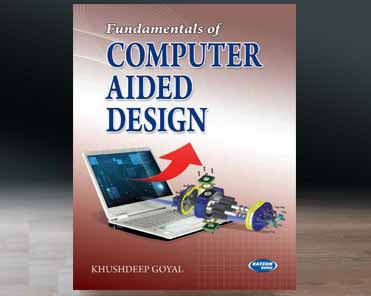 Fundamentals of
COMPUTER
AIDED
DESIGN
KHUSHDEEP GOYAL
KATSON